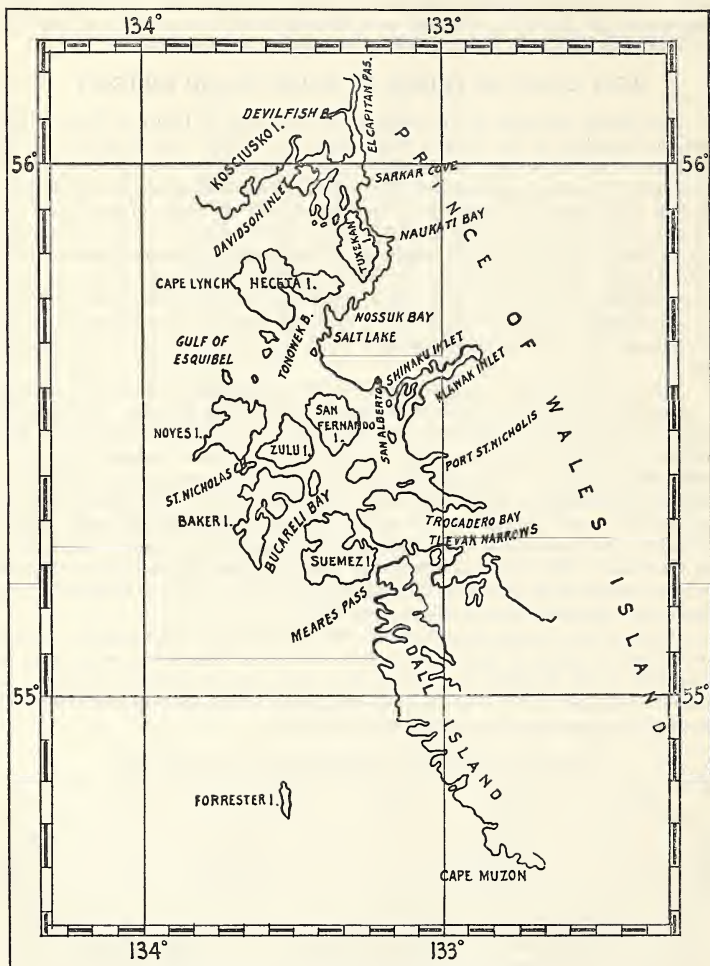 134°
133°
DEVILFISH B.
EL CAPITAN PAS.
KOSCIUSKO I.
56°
56°
SARKAR COVE
DAVIDSON INLET
PRINCE OF WALES ISLAND
NAUKATI BAY
TUXEKAN
I.
CAPE LYNCH
HECETA I.
NOSSUK BAY
TONOWEK B.
SALT LAKE
GULF OF
ESQUIBEL
SHINAKU INLET
KLAWAK INLET
SAN
FERNANDO
I.
SAN ALBERTO
NOYES I.
ZULU I.
PORT ST. NICHOLIS
ST. NICHOLAS
BUCARELI BAY
BAKER I.
TROCADERO BAY
TLEVAK NARROWS
SUEMEZ I.
MEARES PASS
DALL ISLAND
55°
55°
FORRESTER I.
CAPE MUZON
134°
133°